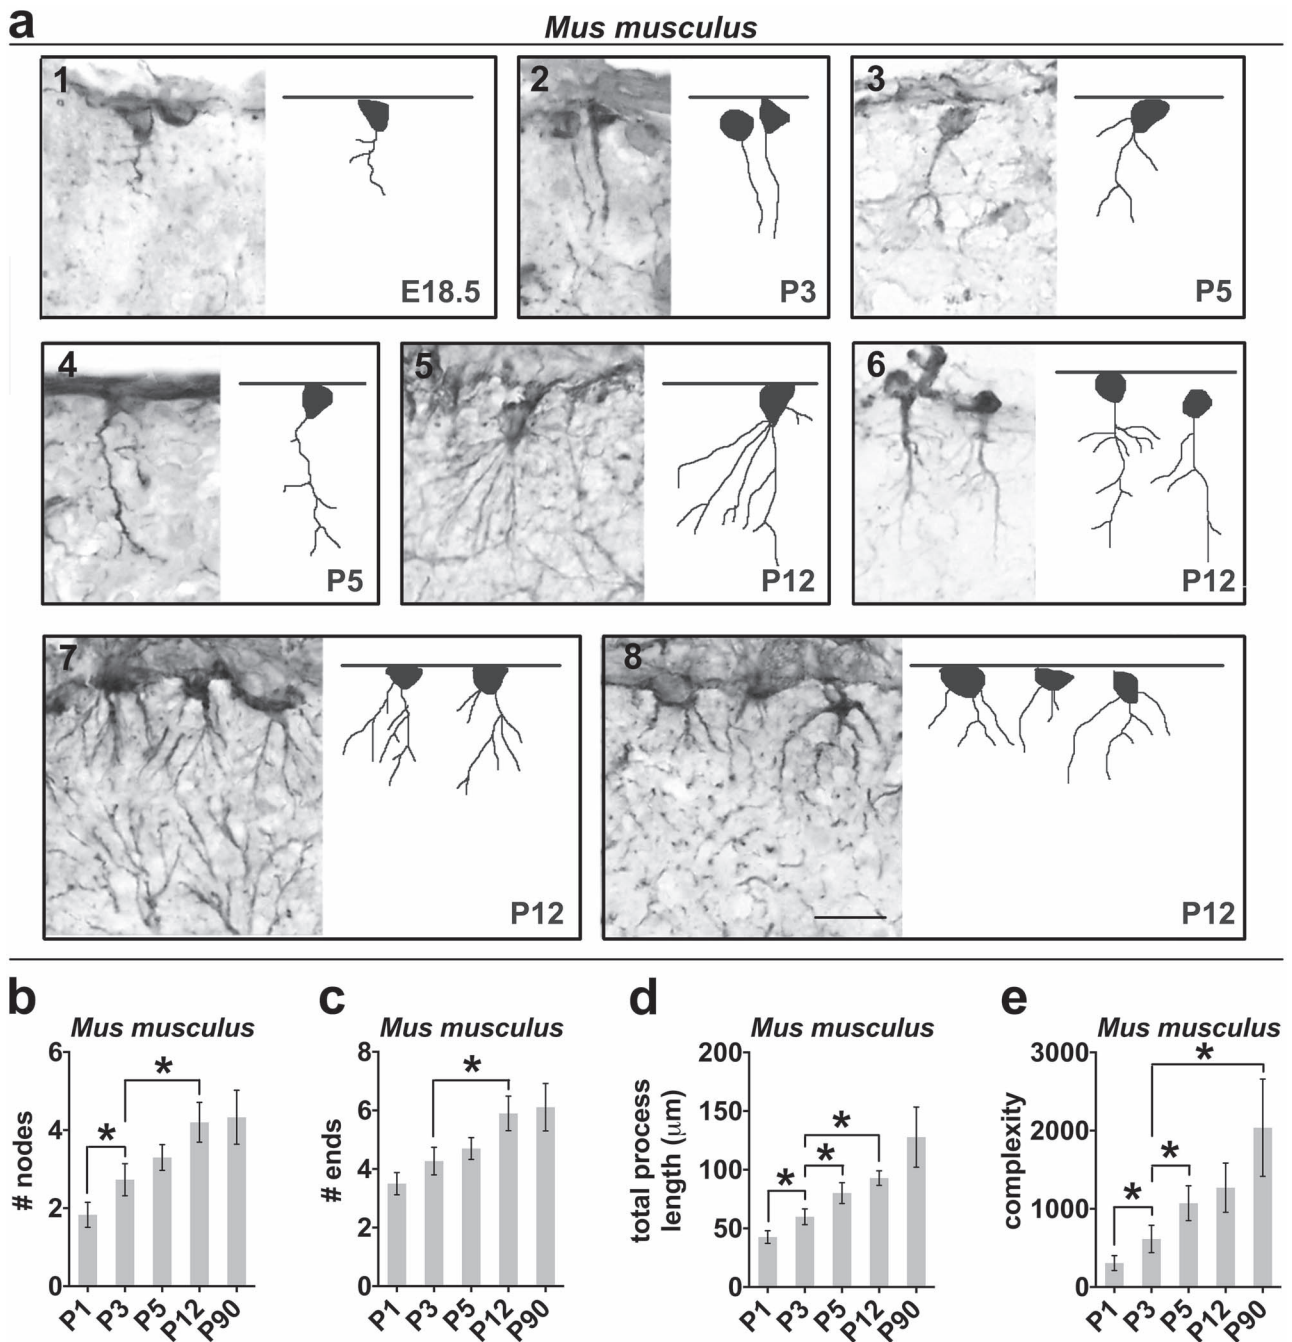 a
Mus musculus
1
E18.5
2
P3
3
P5
4
P5
5
P12
6
P12
7
P12
8
P12
b
Mus musculus
# nodes
6
4
2
0
*
*
P1
P3
P5
P12
P90
c
Mus musculus
# ends
8
6
4
2
0
*
P1
P3
P5
P12
P90
d
Mus musculus
total process
length (μm)
200
150
100
50
0
*
*
*
P1
P3
P5
P12
P90
e
Mus musculus
complexity
3000
2000
1000
0
*
*
*
P1
P3
P5
P12
P90